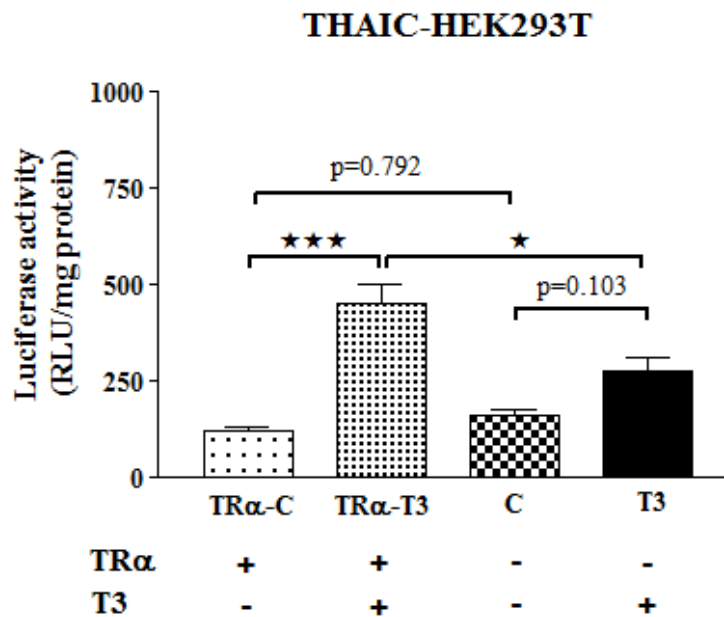 THAIC-HEK293T
Luciferase activity
(RLU/mg protein)
1000
750
500
250
0
p=0.792
★★★
★
p=0.103
TRα-C TRα-T3 C T3
TRα + + - -
T3 - + - +